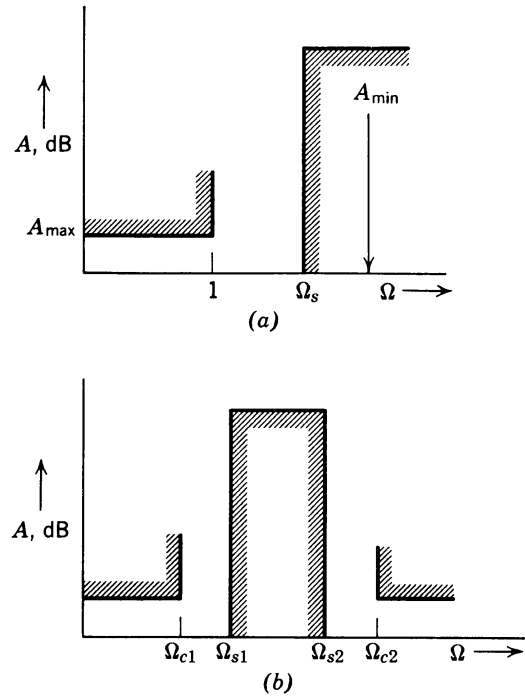 A_min
A, dB
A_max
1 Ω_s Ω
(a)
A, dB
Ω_c1 Ω_s1 Ω_s2 Ω_c2 Ω
(b)